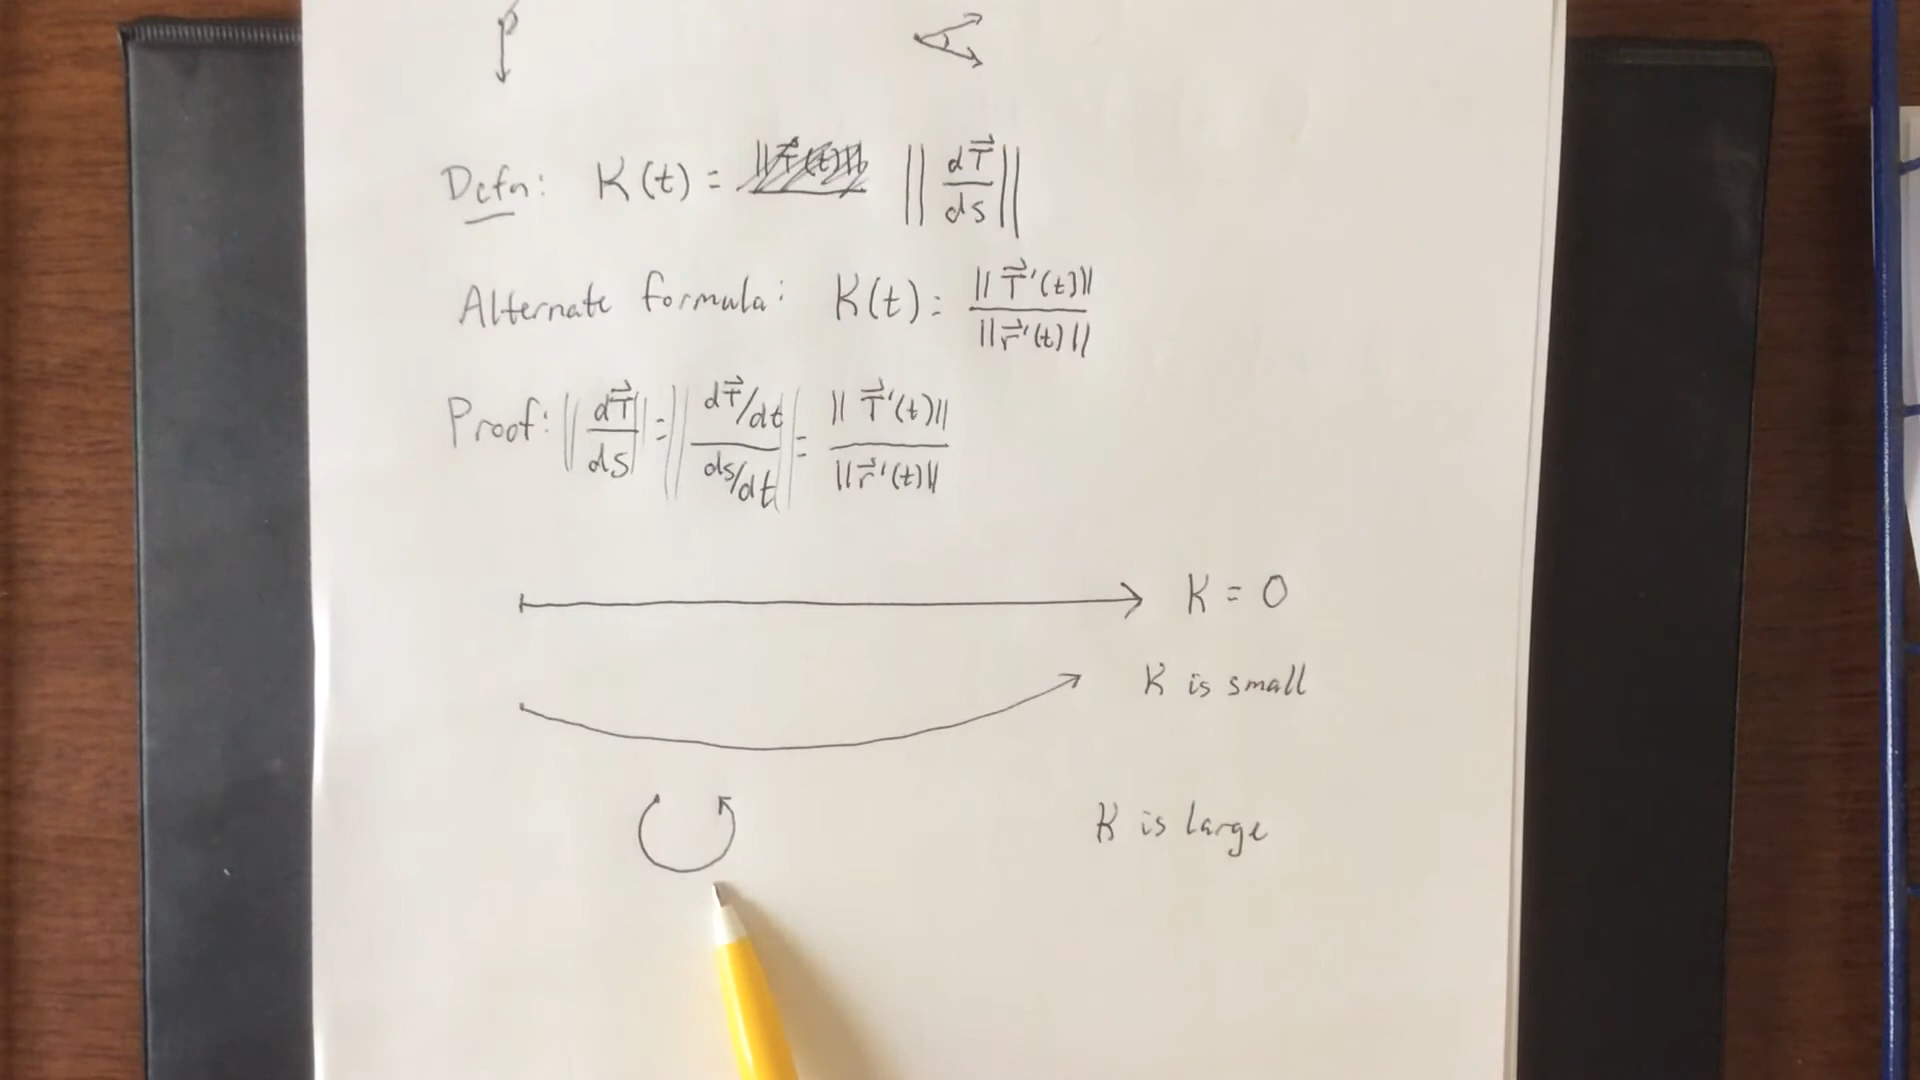 Defn: K(t) = || dT⃗/ds ||
Alternate formula: K(t) = ||T⃗'(t)|| / ||r⃗'(t)||
Proof: || dT⃗/ds || = || (dT⃗/dt) / (ds/dt) || = ||T⃗'(t)|| / ||r⃗'(t)||
K = 0
K is small
K is large